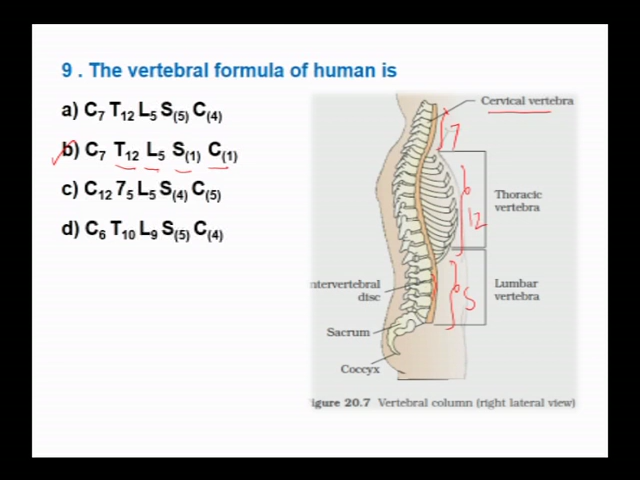 9 . The vertebral formula of human is
a) C7 T12 L5 S(5) C(4)
b) C7 T12 L5 S(1) C(1)
c) C12 75 L5 S(4) C(5)
d) C6 T10 L9 S(5) C(4)
Cervical vertebra
7
Thoracic
vertebra
12
ntervertebral
disc
Lumbar
vertebra
5
Sacrum
Coccyx
igure 20.7 Vertebral column (right lateral view)